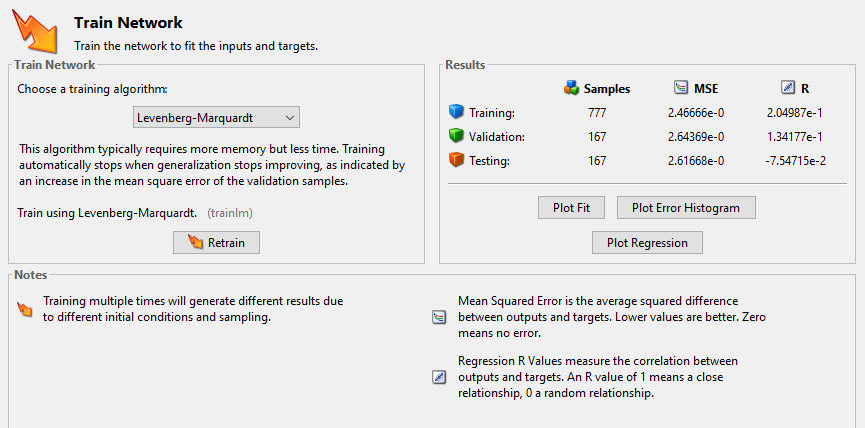 Train Network
Train the network to fit the inputs and targets.
Train Network
Choose a training algorithm:
Levenberg-Marquardt
This algorithm typically requires more memory but less time. Training
automatically stops when generalization stops improving, as indicated by
an increase in the mean square error of the validation samples.
Train using Levenberg-Marquardt. (trainlm)
Retrain
Results
Samples MSE R
Training: 777 2.46666e-0 2.04987e-1
Validation: 167 2.64369e-0 1.34177e-1
Testing: 167 2.61668e-0 -7.54715e-2
Plot Fit Plot Error Histogram
Plot Regression
Notes
Training multiple times will generate different results due
to different initial conditions and sampling.
Mean Squared Error is the average squared difference
between outputs and targets. Lower values are better. Zero
means no error.
Regression R Values measure the correlation between
outputs and targets. An R value of 1 means a close
relationship, 0 a random relationship.